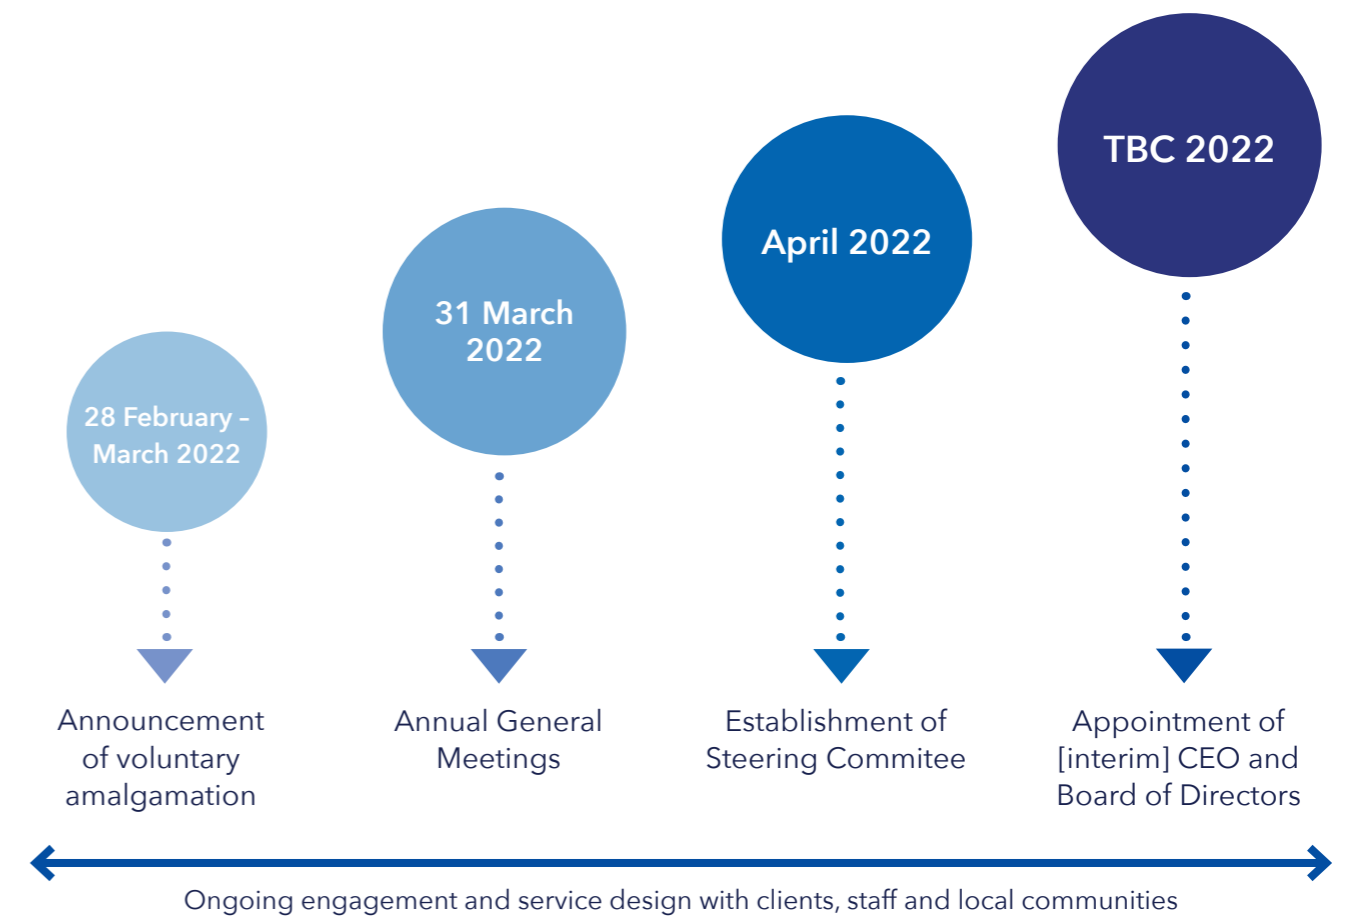 28 February –
March 2022
31 March
2022
April 2022
TBC 2022
Announcement
of voluntary
amalgamation
Annual General
Meetings
Establishment of
Steering Commitee
Appointment of
[interim] CEO and
Board of Directors
Ongoing engagement and service design with clients, staff and local communities